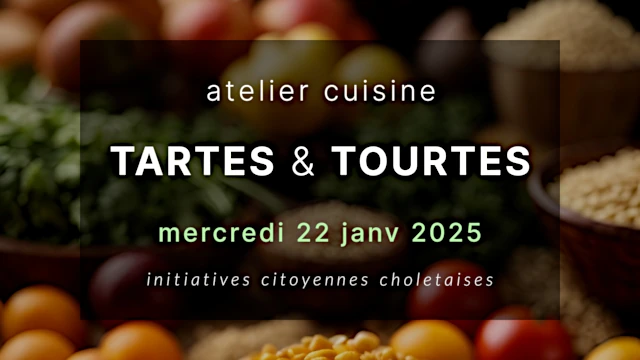 atelier cuisine
TARTES & TOURTES
mercredi 22 janv 2025
initiatives citoyennes choletaises